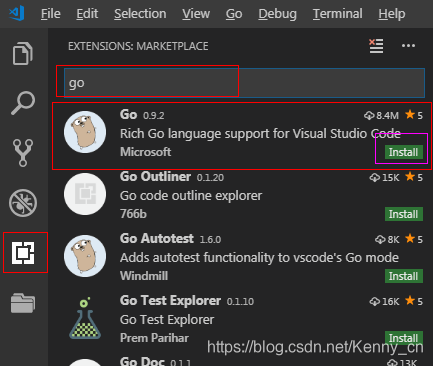 File Edit Selection View Go Debug Terminal Help
EXTENSIONS: MARKETPLACE
go
Go 0.9.2 8.4M 5
Rich Go language support for Visual Studio Code
Microsoft Install
Go Outliner 0.1.20 15K 5
Go code outline explorer
766b Install
Go Autotest 1.6.0 8K 5
Adds autotest functionality to vscode's Go mode
Windmill Install
Go Test Explorer 0.1.10 16K 5
Go Test Explorer
Prem Parihar Install
Go Doc 0.1.1 13K 5
https://blog.csdn.net/Kenny_cn